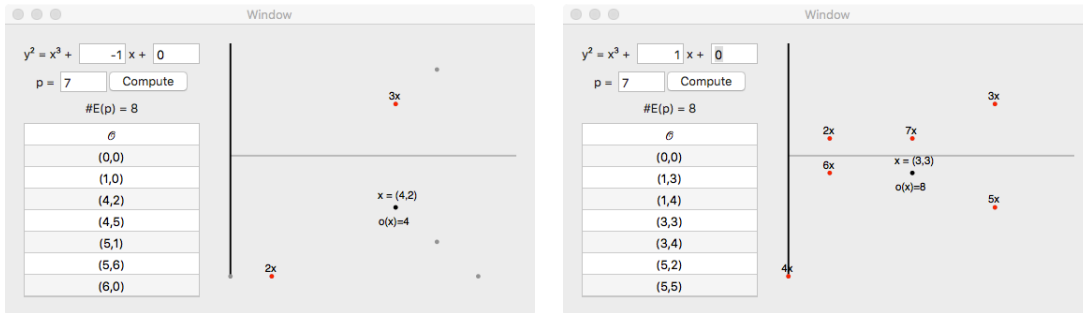 Window
y² = x³ + -1 x + 0
p = 7 Compute
#E(p) = 8
𝒪
(0,0)
(1,0)
(4,2)
(4,5)
(5,1)
(5,6)
(6,0)
3x
x = (4,2)
o(x)=4
2x
Window
y² = x³ + 1 x + 0
p = 7 Compute
#E(p) = 8
𝒪
(0,0)
(1,3)
(1,4)
(3,3)
(3,4)
(5,2)
(5,5)
3x
2x 7x
x = (3,3)
6x
o(x)=8
5x
4x